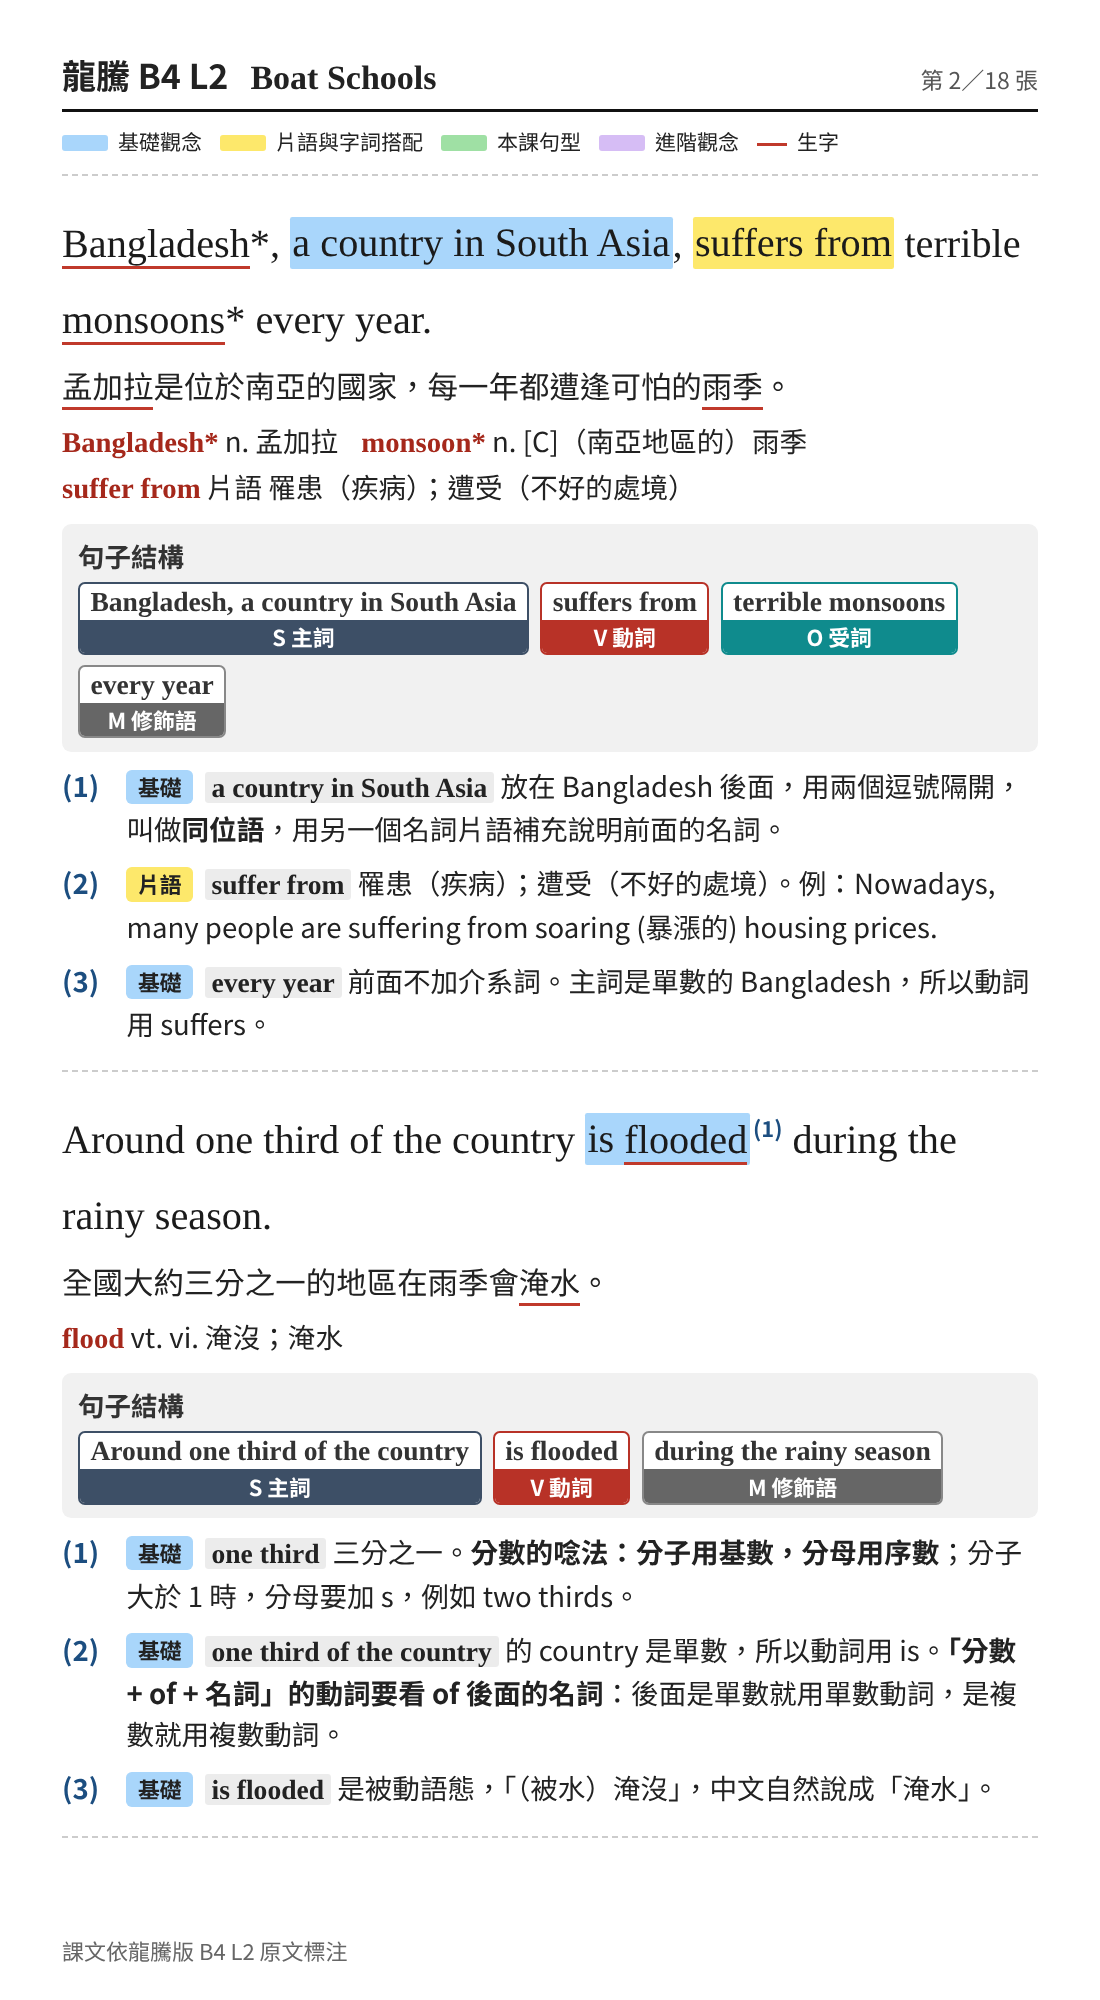 龍騰 B4 L2 Boat Schools
第 2／18 張
基礎觀念 片語與字詞搭配 本課句型 進階觀念 生字
Bangladesh*, a country in South Asia, suffers from terrible
monsoons* every year.
孟加拉是位於南亞的國家，每一年都遭逢可怕的雨季。
Bangladesh* n. 孟加拉 monsoon* n. [C]（南亞地區的）雨季
suffer from 片語 罹患（疾病）；遭受（不好的處境）
句子結構
Bangladesh, a country in South Asia suffers from terrible monsoons
S 主詞 V 動詞 O 受詞
every year
M 修飾語
(1) 基礎 a country in South Asia 放在 Bangladesh 後面，用兩個逗號隔開，
叫做同位語，用另一個名詞片語補充說明前面的名詞。
(2) 片語 suffer from 罹患（疾病）；遭受（不好的處境）。例：Nowadays,
many people are suffering from soaring (暴漲的) housing prices.
(3) 基礎 every year 前面不加介系詞。主詞是單數的 Bangladesh，所以動詞
用 suffers。
Around one third of the country is flooded(1) during the
rainy season.
全國大約三分之一的地區在雨季會淹水。
flood vt. vi. 淹沒；淹水
句子結構
Around one third of the country is flooded during the rainy season
S 主詞 V 動詞 M 修飾語
(1) 基礎 one third 三分之一。分數的唸法：分子用基數，分母用序數；分子
大於 1 時，分母要加 s，例如 two thirds。
(2) 基礎 one third of the country 的 country 是單數，所以動詞用 is。「分數
+ of + 名詞」的動詞要看 of 後面的名詞：後面是單數就用單數動詞，是複
數就用複數動詞。
(3) 基礎 is flooded 是被動語態，「（被水）淹沒」，中文自然說成「淹水」。
課文依龍騰版 B4 L2 原文標注